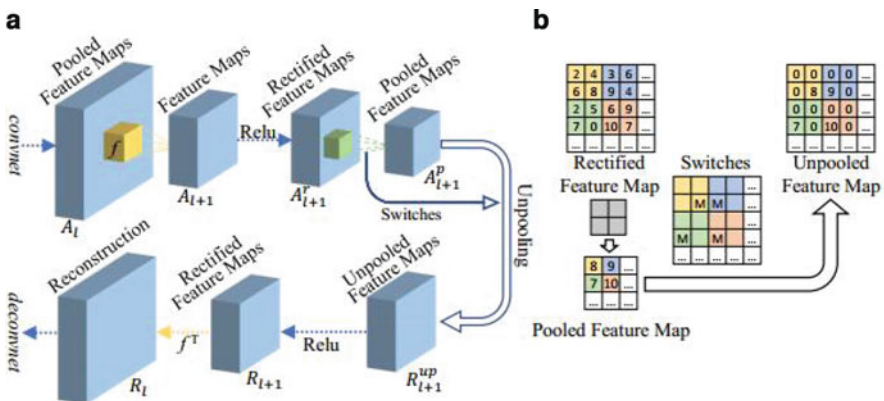 a
Pooled
Feature Maps
Feature Maps
Rectified
Feature Maps
Pooled
Feature Maps
convnet
f
Relu
A_l
A_{l+1}
A^r_{l+1}
A^p_{l+1}
Switches
Unpooling
Reconstruction
Rectified
Feature Maps
Unpooled
Feature Maps
deconvnet
f^T
Relu
R_l
R_{l+1}
R^{up}_{l+1}
b
2 4 3 6 ...
6 8 9 4 ...
2 5 6 9 ...
7 0 10 7 ...
... ... ... ... ...
Rectified
Feature Map
Switches
...
M M ...
...
M M ...
... ... ... ... ...
0 0 0 0 ...
0 8 9 0 ...
0 0 0 0 ...
7 0 10 0 ...
... ... ... ... ...
Unpooled
Feature Map
8 9 ...
7 10 ...
... ... ...
Pooled Feature Map